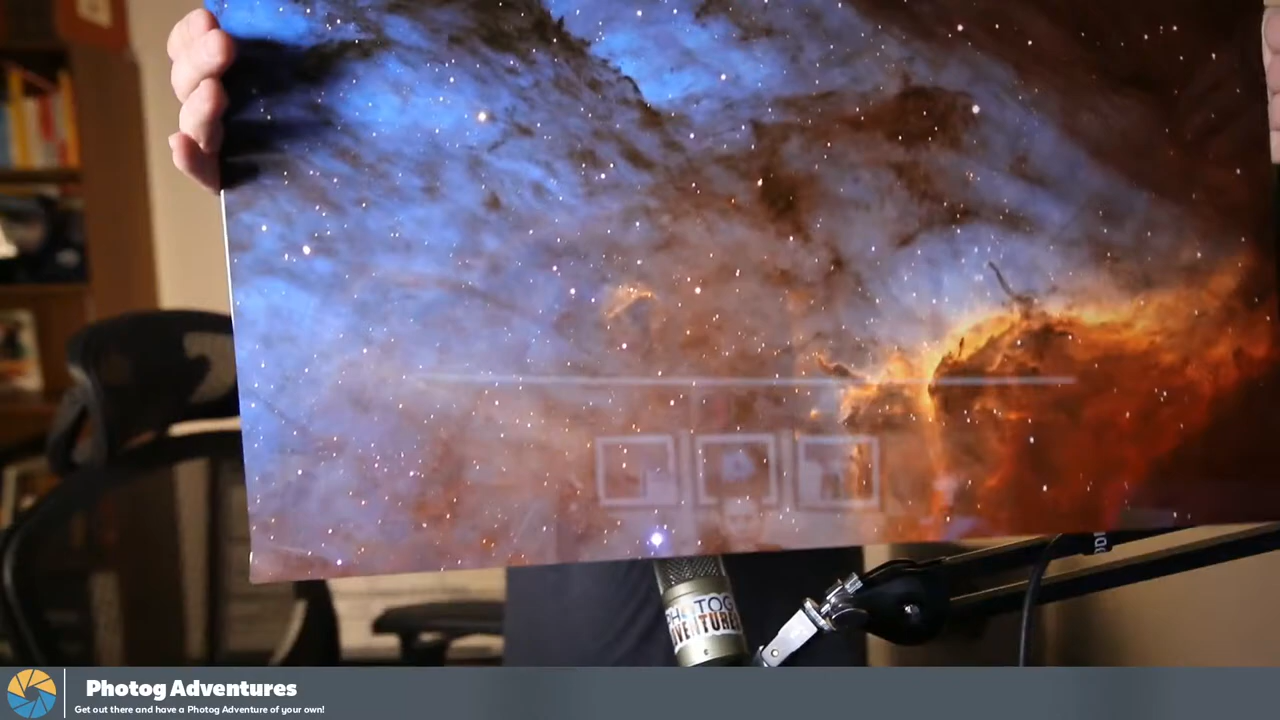 PHOTOG
ADVENTURES
Photog Adventures
Get out there and have a Photog Adventure of your own!